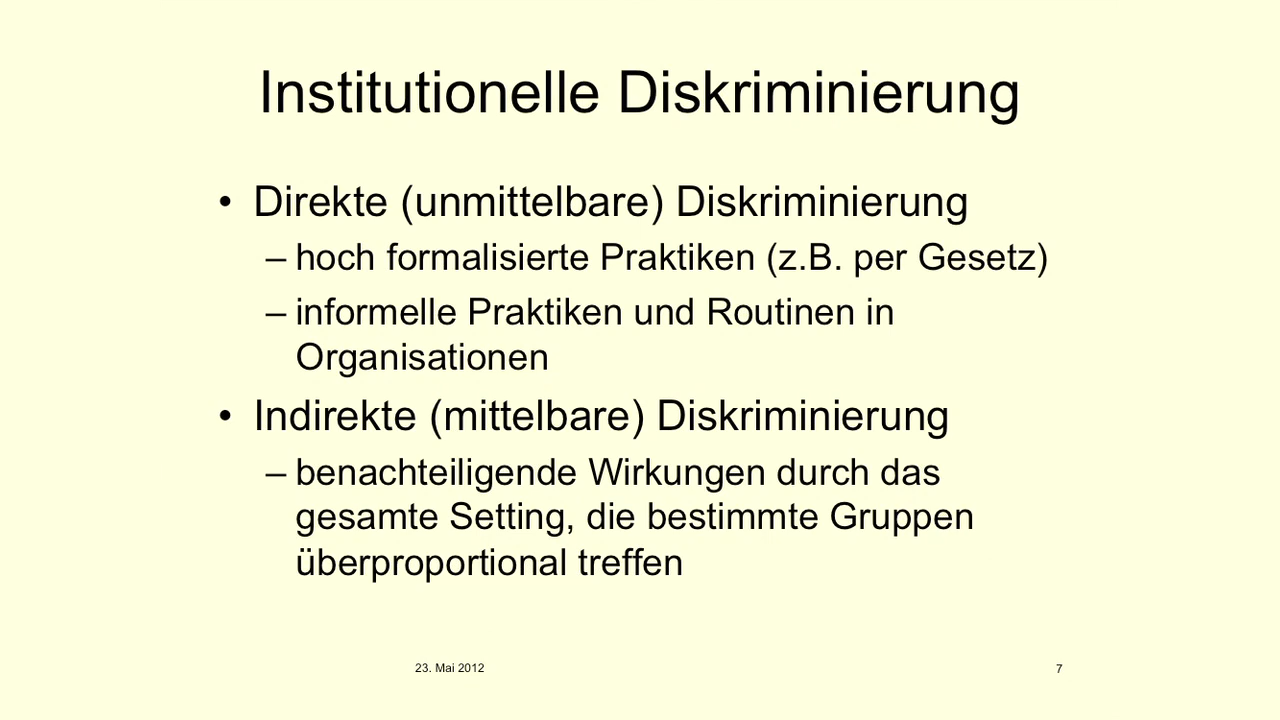 Institutionelle Diskriminierung
• Direkte (unmittelbare) Diskriminierung
– hoch formalisierte Praktiken (z.B. per Gesetz)
– informelle Praktiken und Routinen in
Organisationen
• Indirekte (mittelbare) Diskriminierung
– benachteiligende Wirkungen durch das
gesamte Setting, die bestimmte Gruppen
überproportional treffen
23. Mai 2012 7